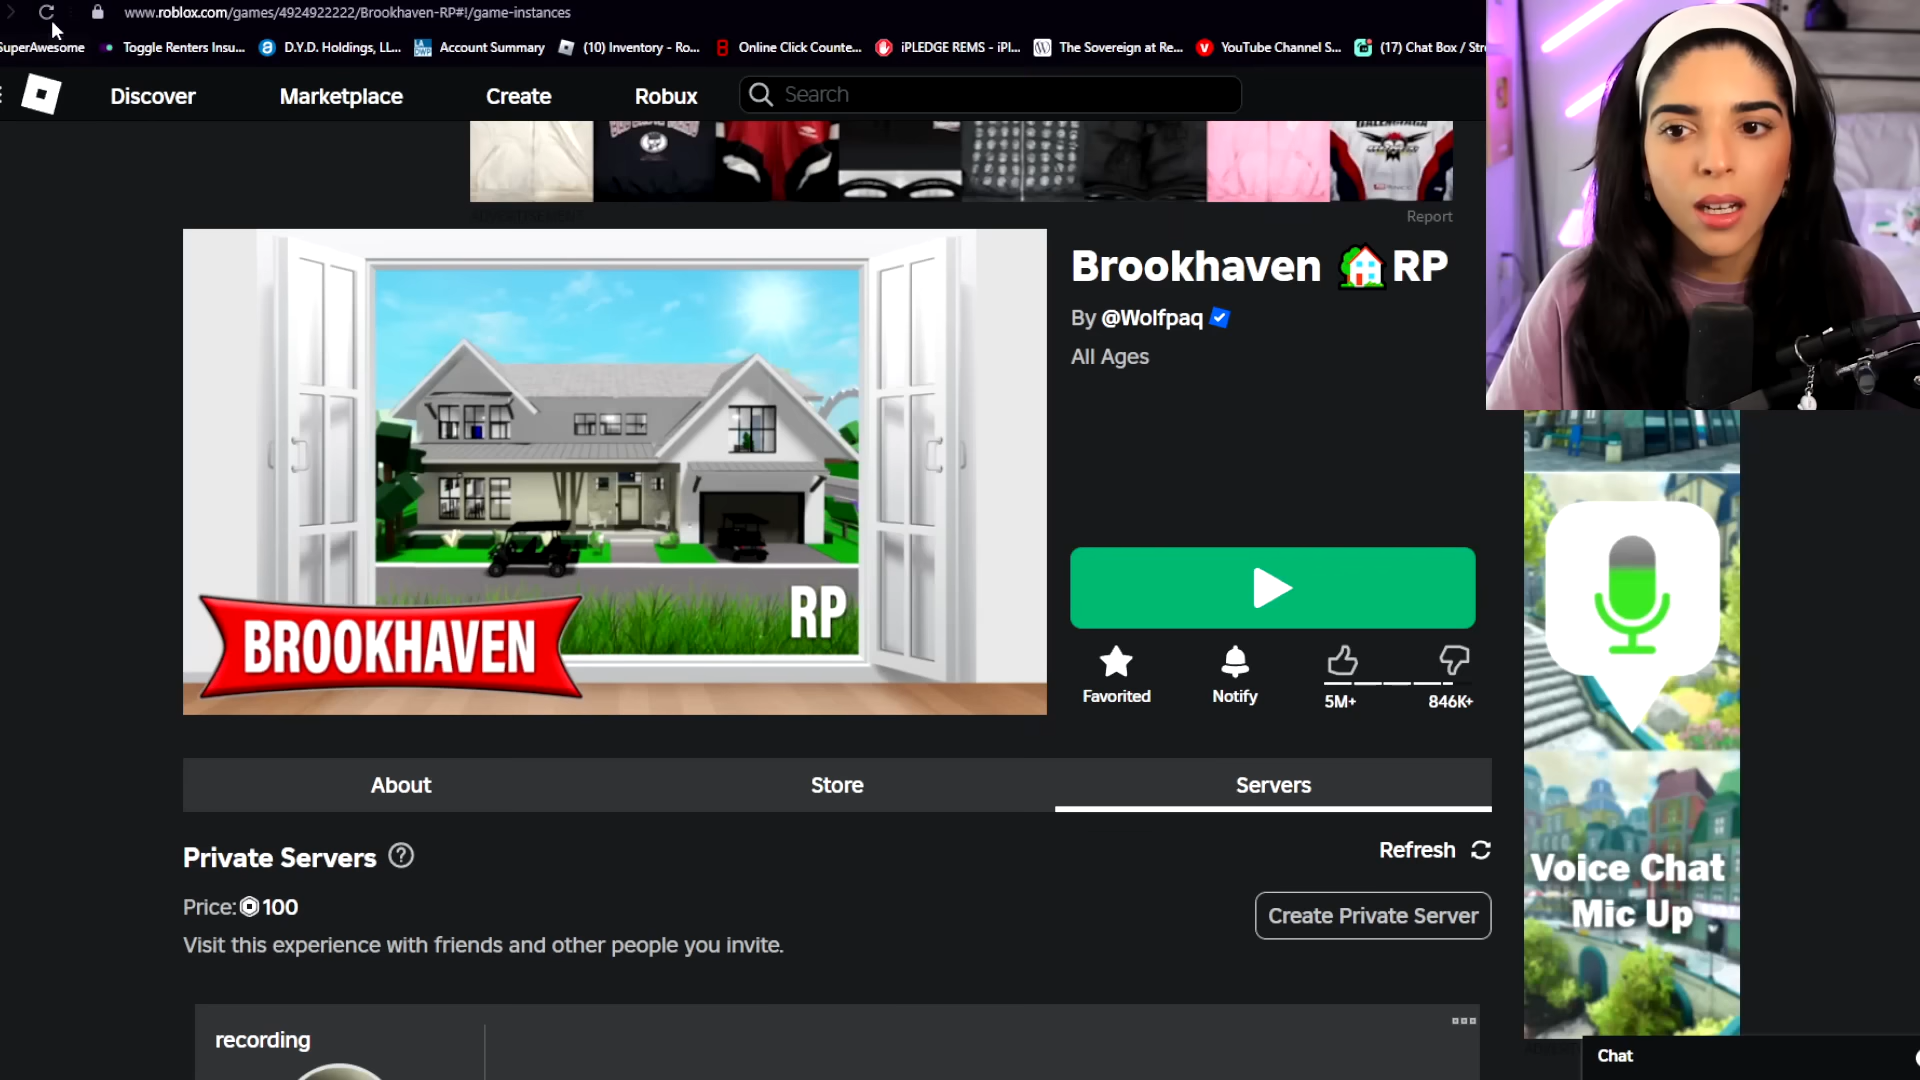 www.roblox.com/games/4924922222/Brookhaven-RP#!/game-instances
SuperAwesome
Toggle Renters Insu...
D.Y.D. Holdings, LL...
Account Summary
(10) Inventory - Ro...
Online Click Counte...
iPLEDGE REMS - iPl...
The Sovereign at Re...
YouTube Channel S...
(17) Chat Box / Str
Discover
Marketplace
Create
Robux
Search
Report
Brookhaven RP
By @Wolfpaq
All Ages
BROOKHAVEN
RP
Favorited
Notify
5M+
846K+
About
Store
Servers
Private Servers
Refresh
Price: 100
Create Private Server
Visit this experience with friends and other people you invite.
recording
Voice Chat
Mic Up
Chat